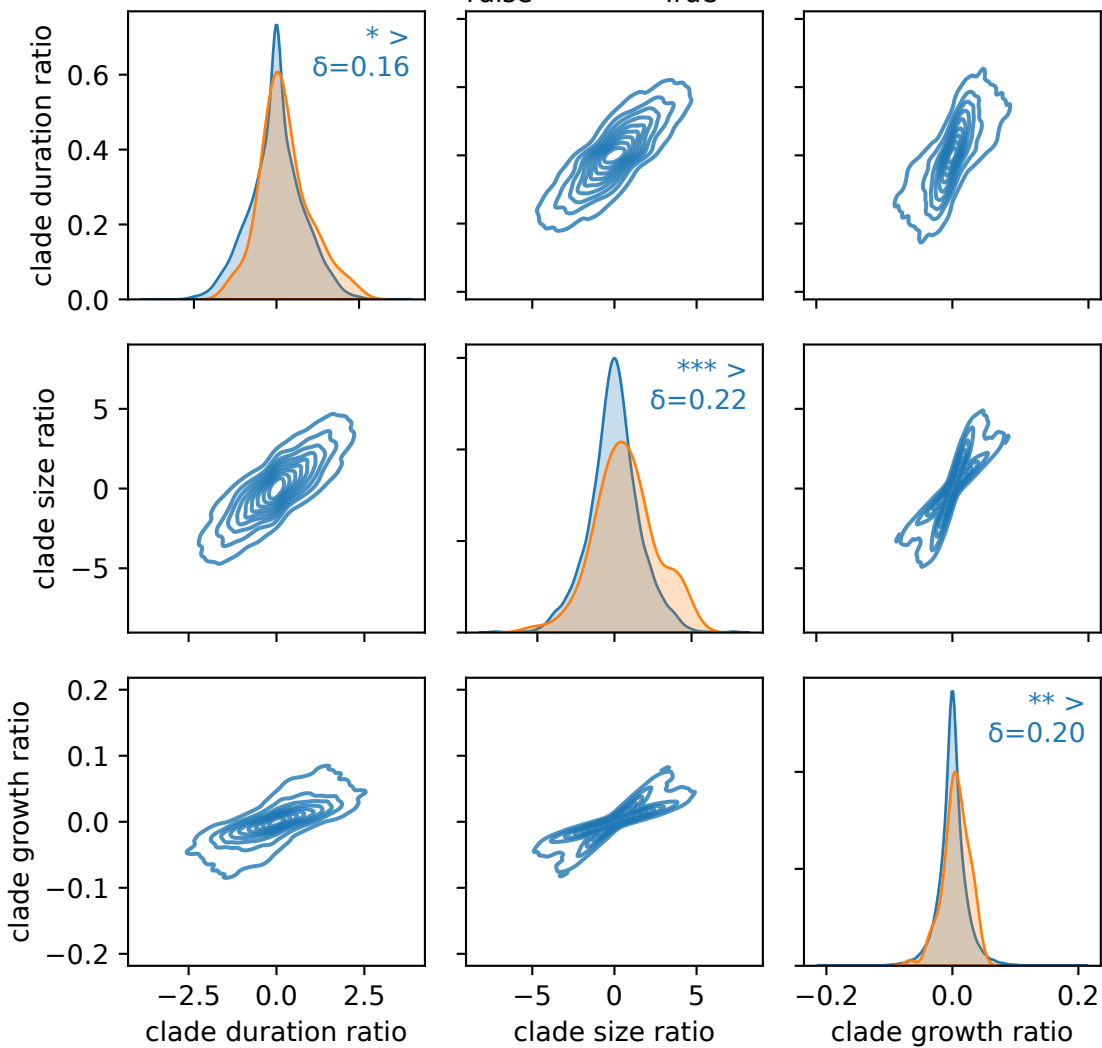 * >
δ=0.16
clade duration ratio
0.6
0.4
0.2
0.0
*** >
δ=0.22
clade size ratio
5
0
−5
** >
δ=0.20
clade growth ratio
0.2
0.1
0.0
−0.1
−0.2
−2.5 0.0 2.5 −5 0 5 −0.2 0.0 0.2
clade duration ratio clade size ratio clade growth ratio